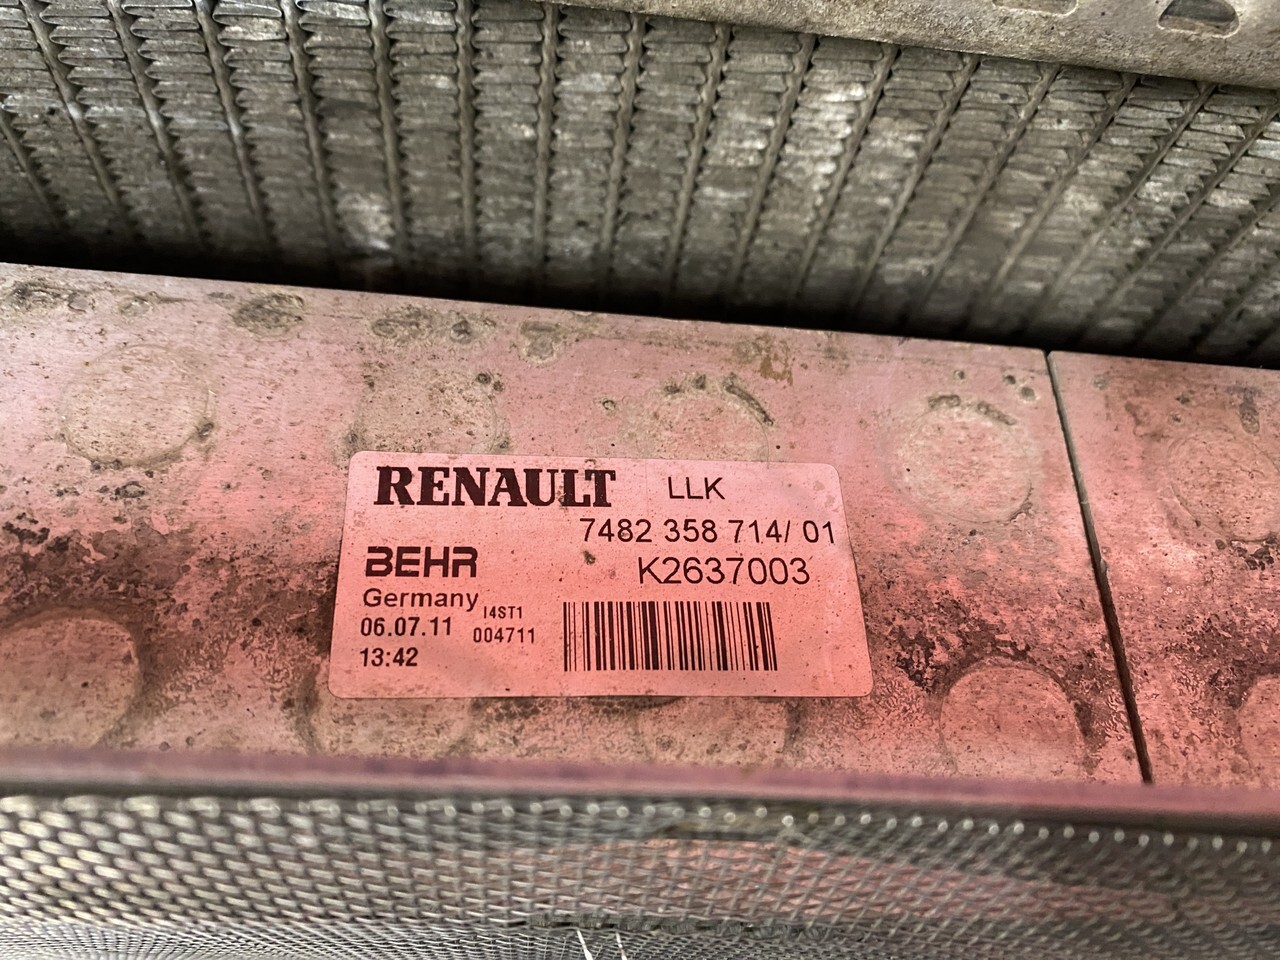 RENAULT LLK
7482 358 714/ 01
BEHR K2637003
Germany I4ST1
06.07.11 004711
13:42